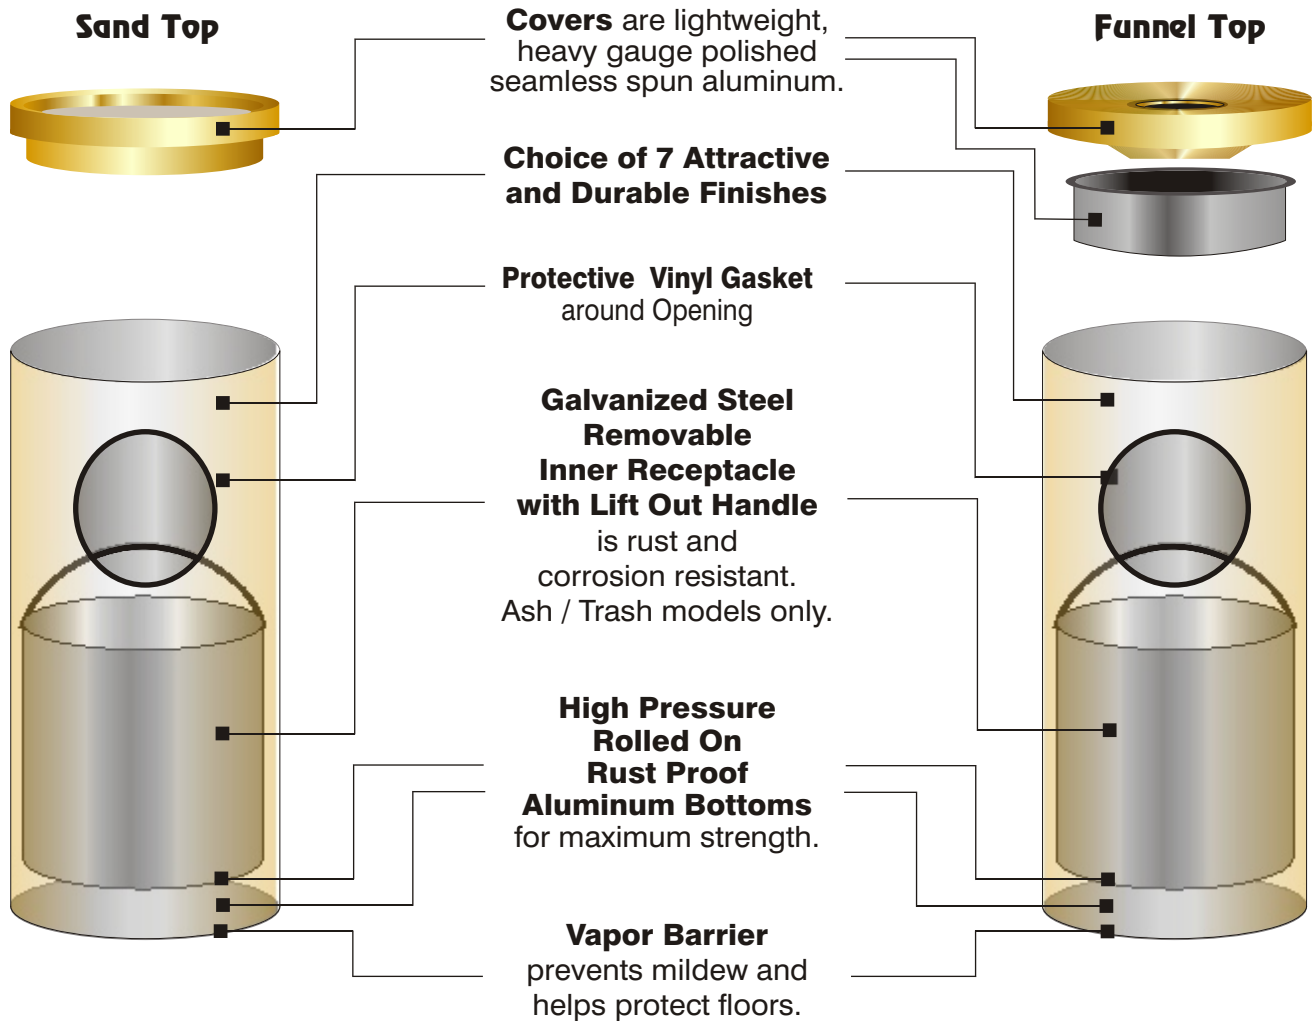 Sand Top
Covers are lightweight,
heavy gauge polished
seamless spun aluminum.
Funnel Top
Choice of 7 Attractive
and Durable Finishes
Protective Vinyl Gasket
around Opening
Galvanized Steel
Removable
Inner Receptacle
with Lift Out Handle
is rust and
corrosion resistant.
Ash / Trash models only.
High Pressure
Rolled On
Rust Proof
Aluminum Bottoms
for maximum strength.
Vapor Barrier
prevents mildew and
helps protect floors.